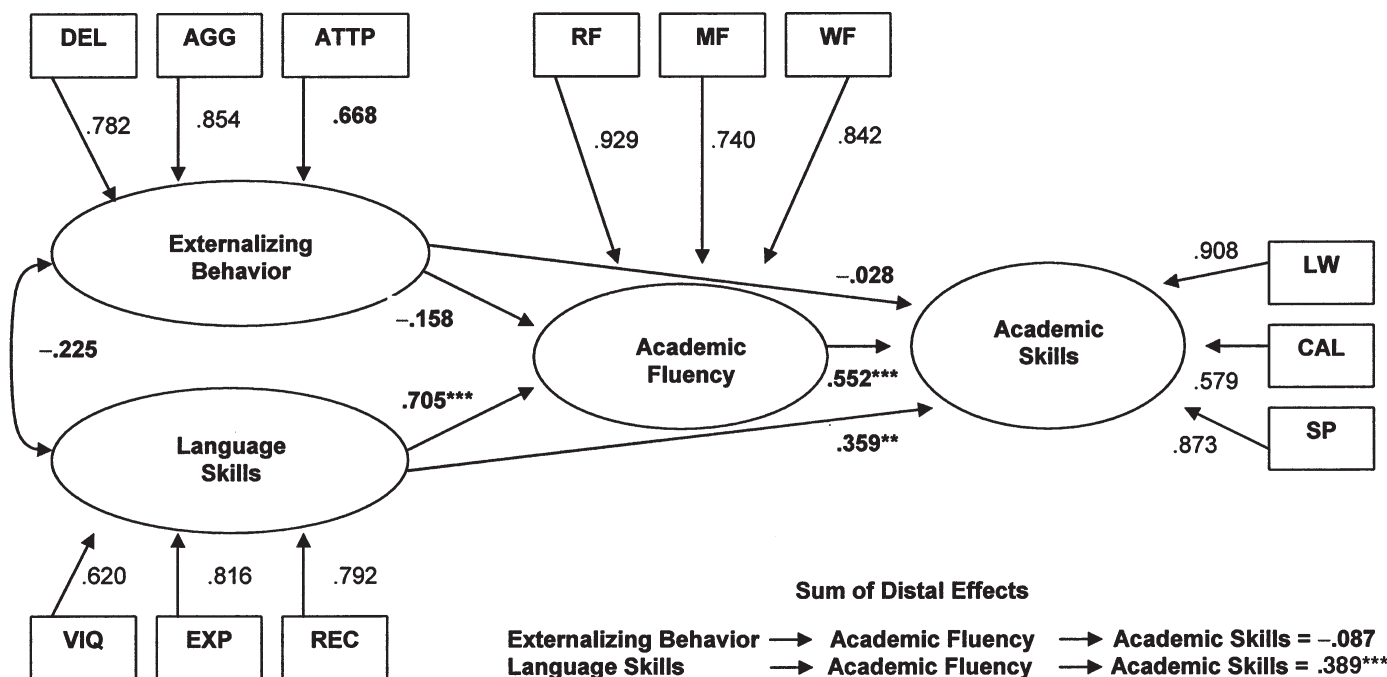 DEL AGG ATTP RF MF WF
.782 .854 .668 .929 .740 .842
Externalizing
Behavior
.908 LW
−.028
−.158
−.225
Academic
Fluency
Academic
Skills
CAL
.579
.552***
.705***
.359**
SP
.873
Language
Skills
.620 .816 .792
VIQ EXP REC
Sum of Distal Effects
Externalizing Behavior → Academic Fluency → Academic Skills = −.087
Language Skills → Academic Fluency → Academic Skills = .389***